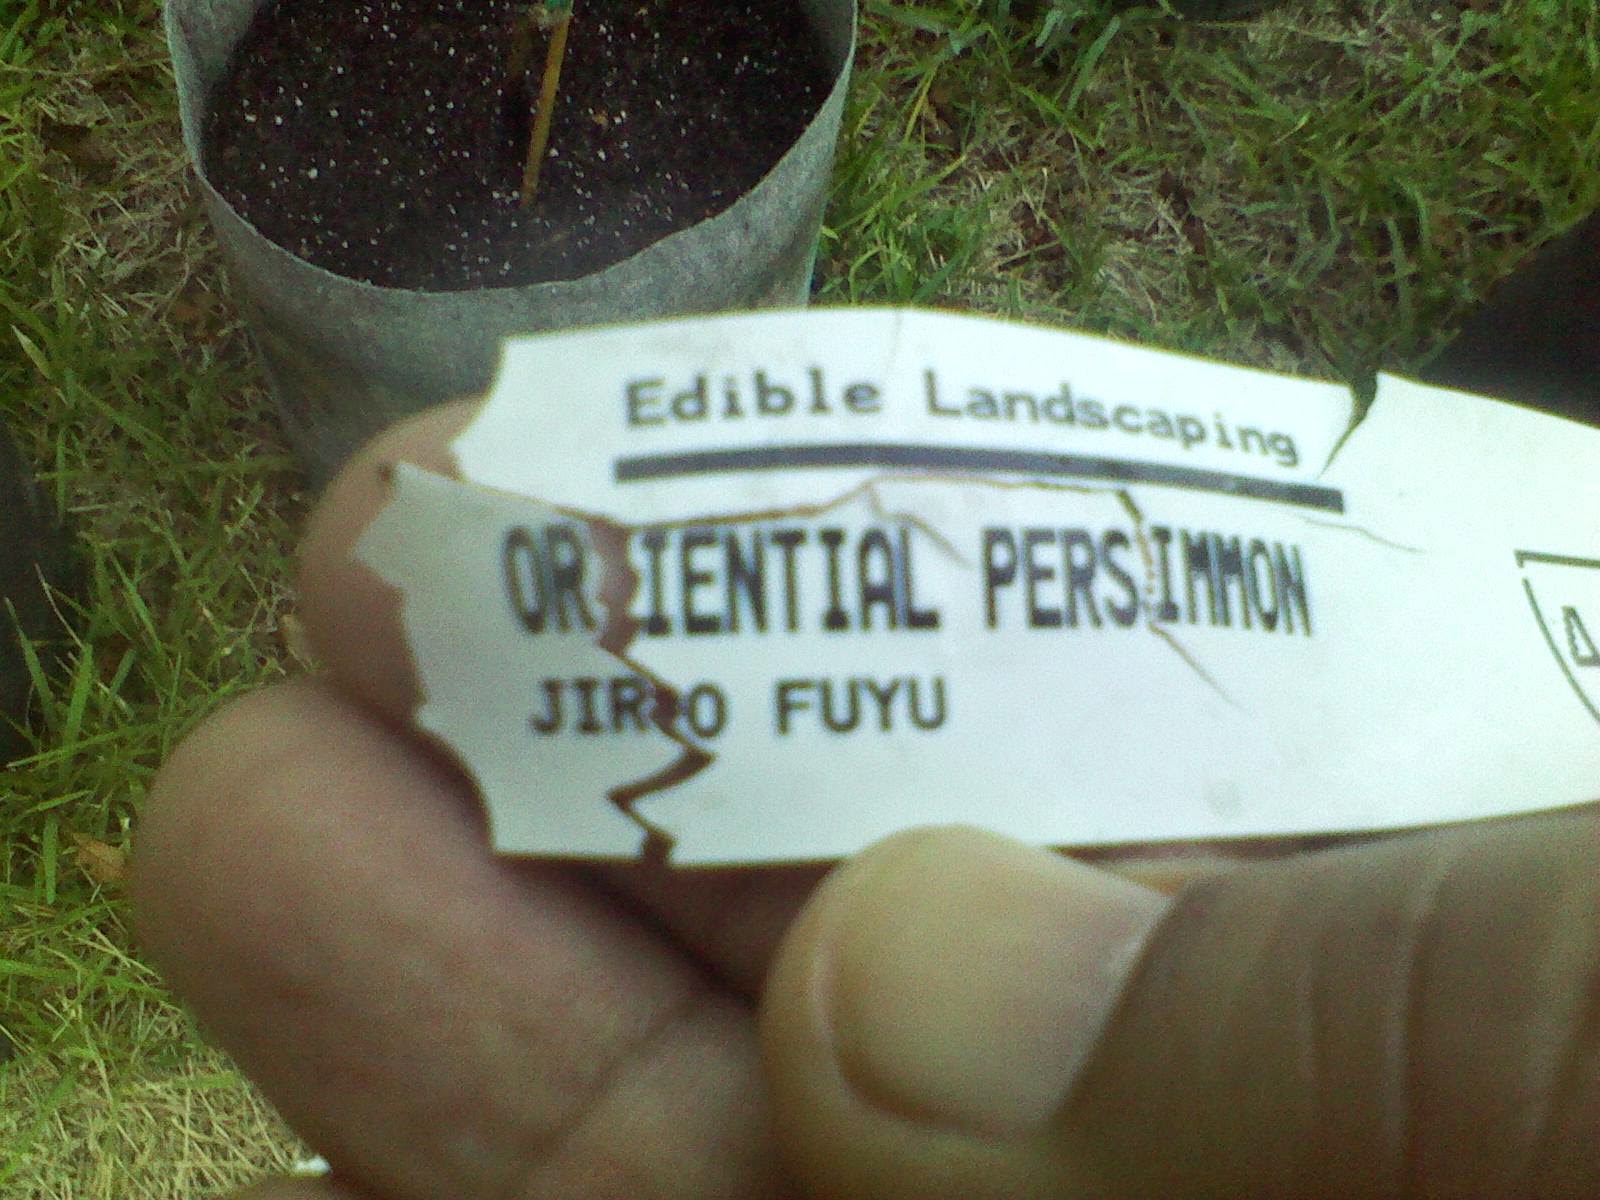 Edible Landscaping
ORIENTIAL PERSIMMON
JIRO FUYU